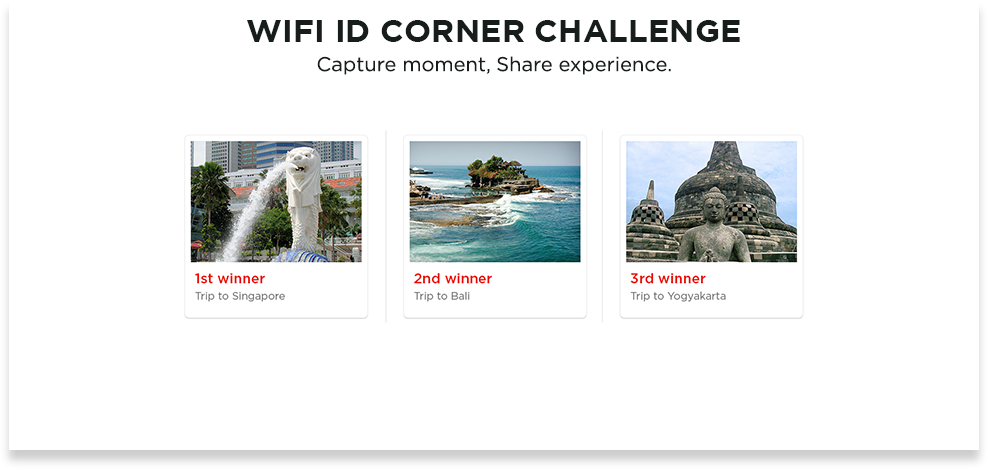 WIFI ID CORNER CHALLENGE
Capture moment, Share experience.
1st winner
Trip to Singapore
2nd winner
Trip to Bali
3rd winner
Trip to Yogyakarta